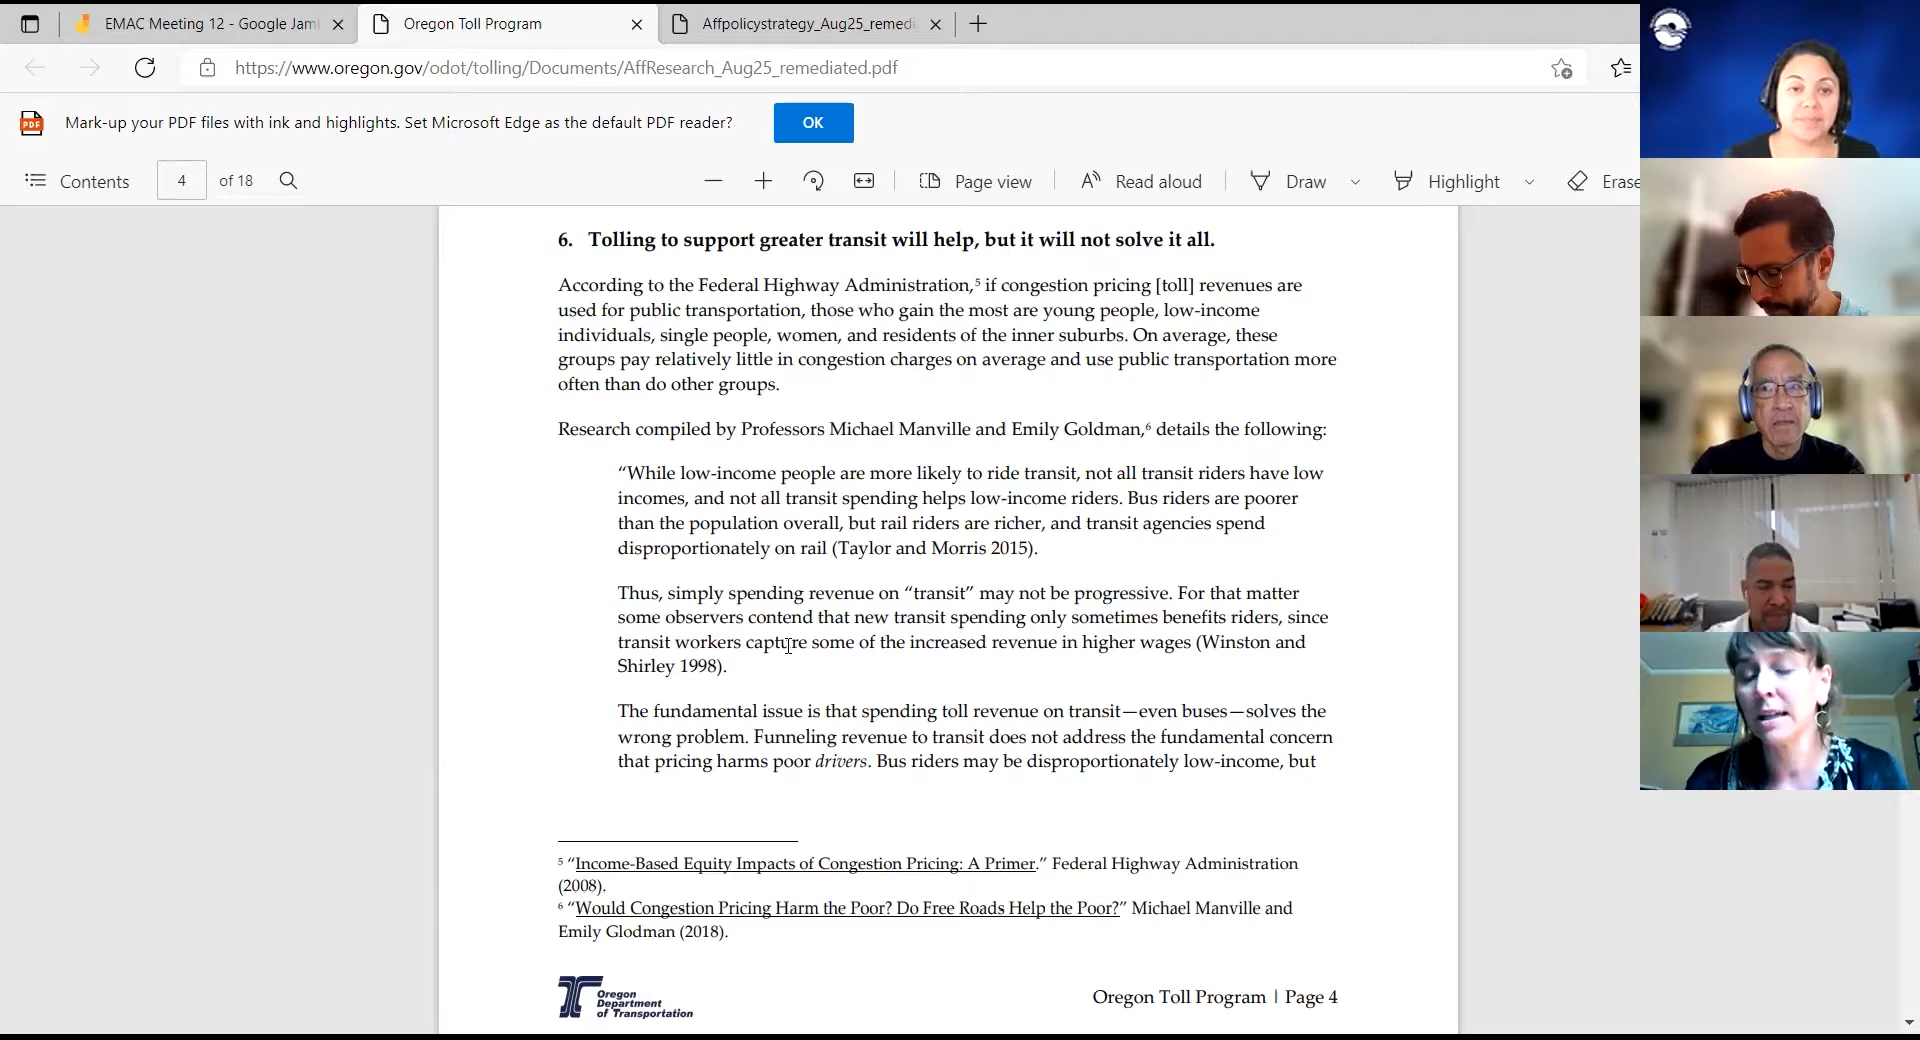 EMAC Meeting 12 - Google Jam
Oregon Toll Program
Affpolicystrategy_Aug25_remedi
https://www.oregon.gov/odot/tolling/Documents/AffResearch_Aug25_remediated.pdf
Mark-up your PDF files with ink and highlights. Set Microsoft Edge as the default PDF reader?
OK
Contents
4
of 18
Page view
Read aloud
Draw
Highlight
Erase
6. Tolling to support greater transit will help, but it will not solve it all.
According to the Federal Highway Administration,⁵ if congestion pricing [toll] revenues are
used for public transportation, those who gain the most are young people, low-income
individuals, single people, women, and residents of the inner suburbs. On average, these
groups pay relatively little in congestion charges on average and use public transportation more
often than do other groups.
Research compiled by Professors Michael Manville and Emily Goldman,⁶ details the following:
“While low-income people are more likely to ride transit, not all transit riders have low
incomes, and not all transit spending helps low-income riders. Bus riders are poorer
than the population overall, but rail riders are richer, and transit agencies spend
disproportionately on rail (Taylor and Morris 2015).
Thus, simply spending revenue on “transit” may not be progressive. For that matter
some observers contend that new transit spending only sometimes benefits riders, since
transit workers capture some of the increased revenue in higher wages (Winston and
Shirley 1998).
The fundamental issue is that spending toll revenue on transit—even buses—solves the
wrong problem. Funneling revenue to transit does not address the fundamental concern
that pricing harms poor drivers. Bus riders may be disproportionately low-income, but
⁵ “Income-Based Equity Impacts of Congestion Pricing: A Primer.” Federal Highway Administration
(2008).
⁶ “Would Congestion Pricing Harm the Poor? Do Free Roads Help the Poor?” Michael Manville and
Emily Glodman (2018).
Oregon
Department
of Transportation
Oregon Toll Program | Page 4